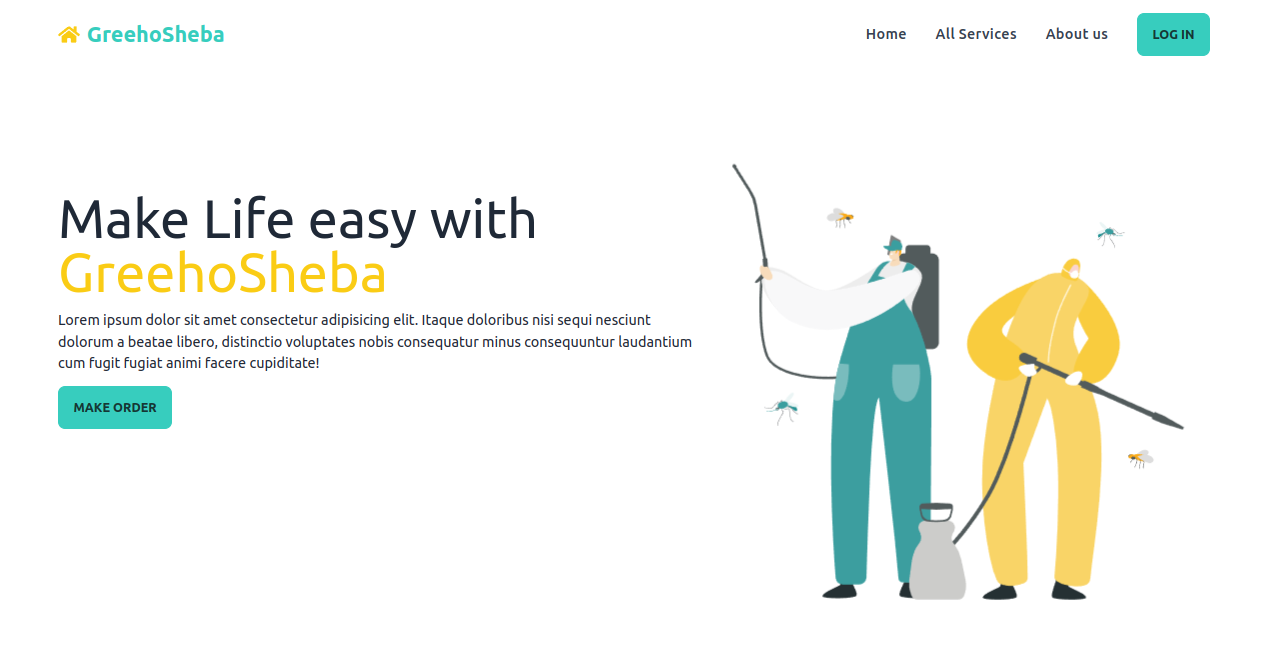 GreehoSheba
Home
All Services
About us
LOG IN
Make Life easy with
GreehoSheba
Lorem ipsum dolor sit amet consectetur adipisicing elit. Itaque doloribus nisi sequi nesciunt
dolorum a beatae libero, distinctio voluptates nobis consequatur minus consequuntur laudantium
cum fugit fugiat animi facere cupiditate!
MAKE ORDER